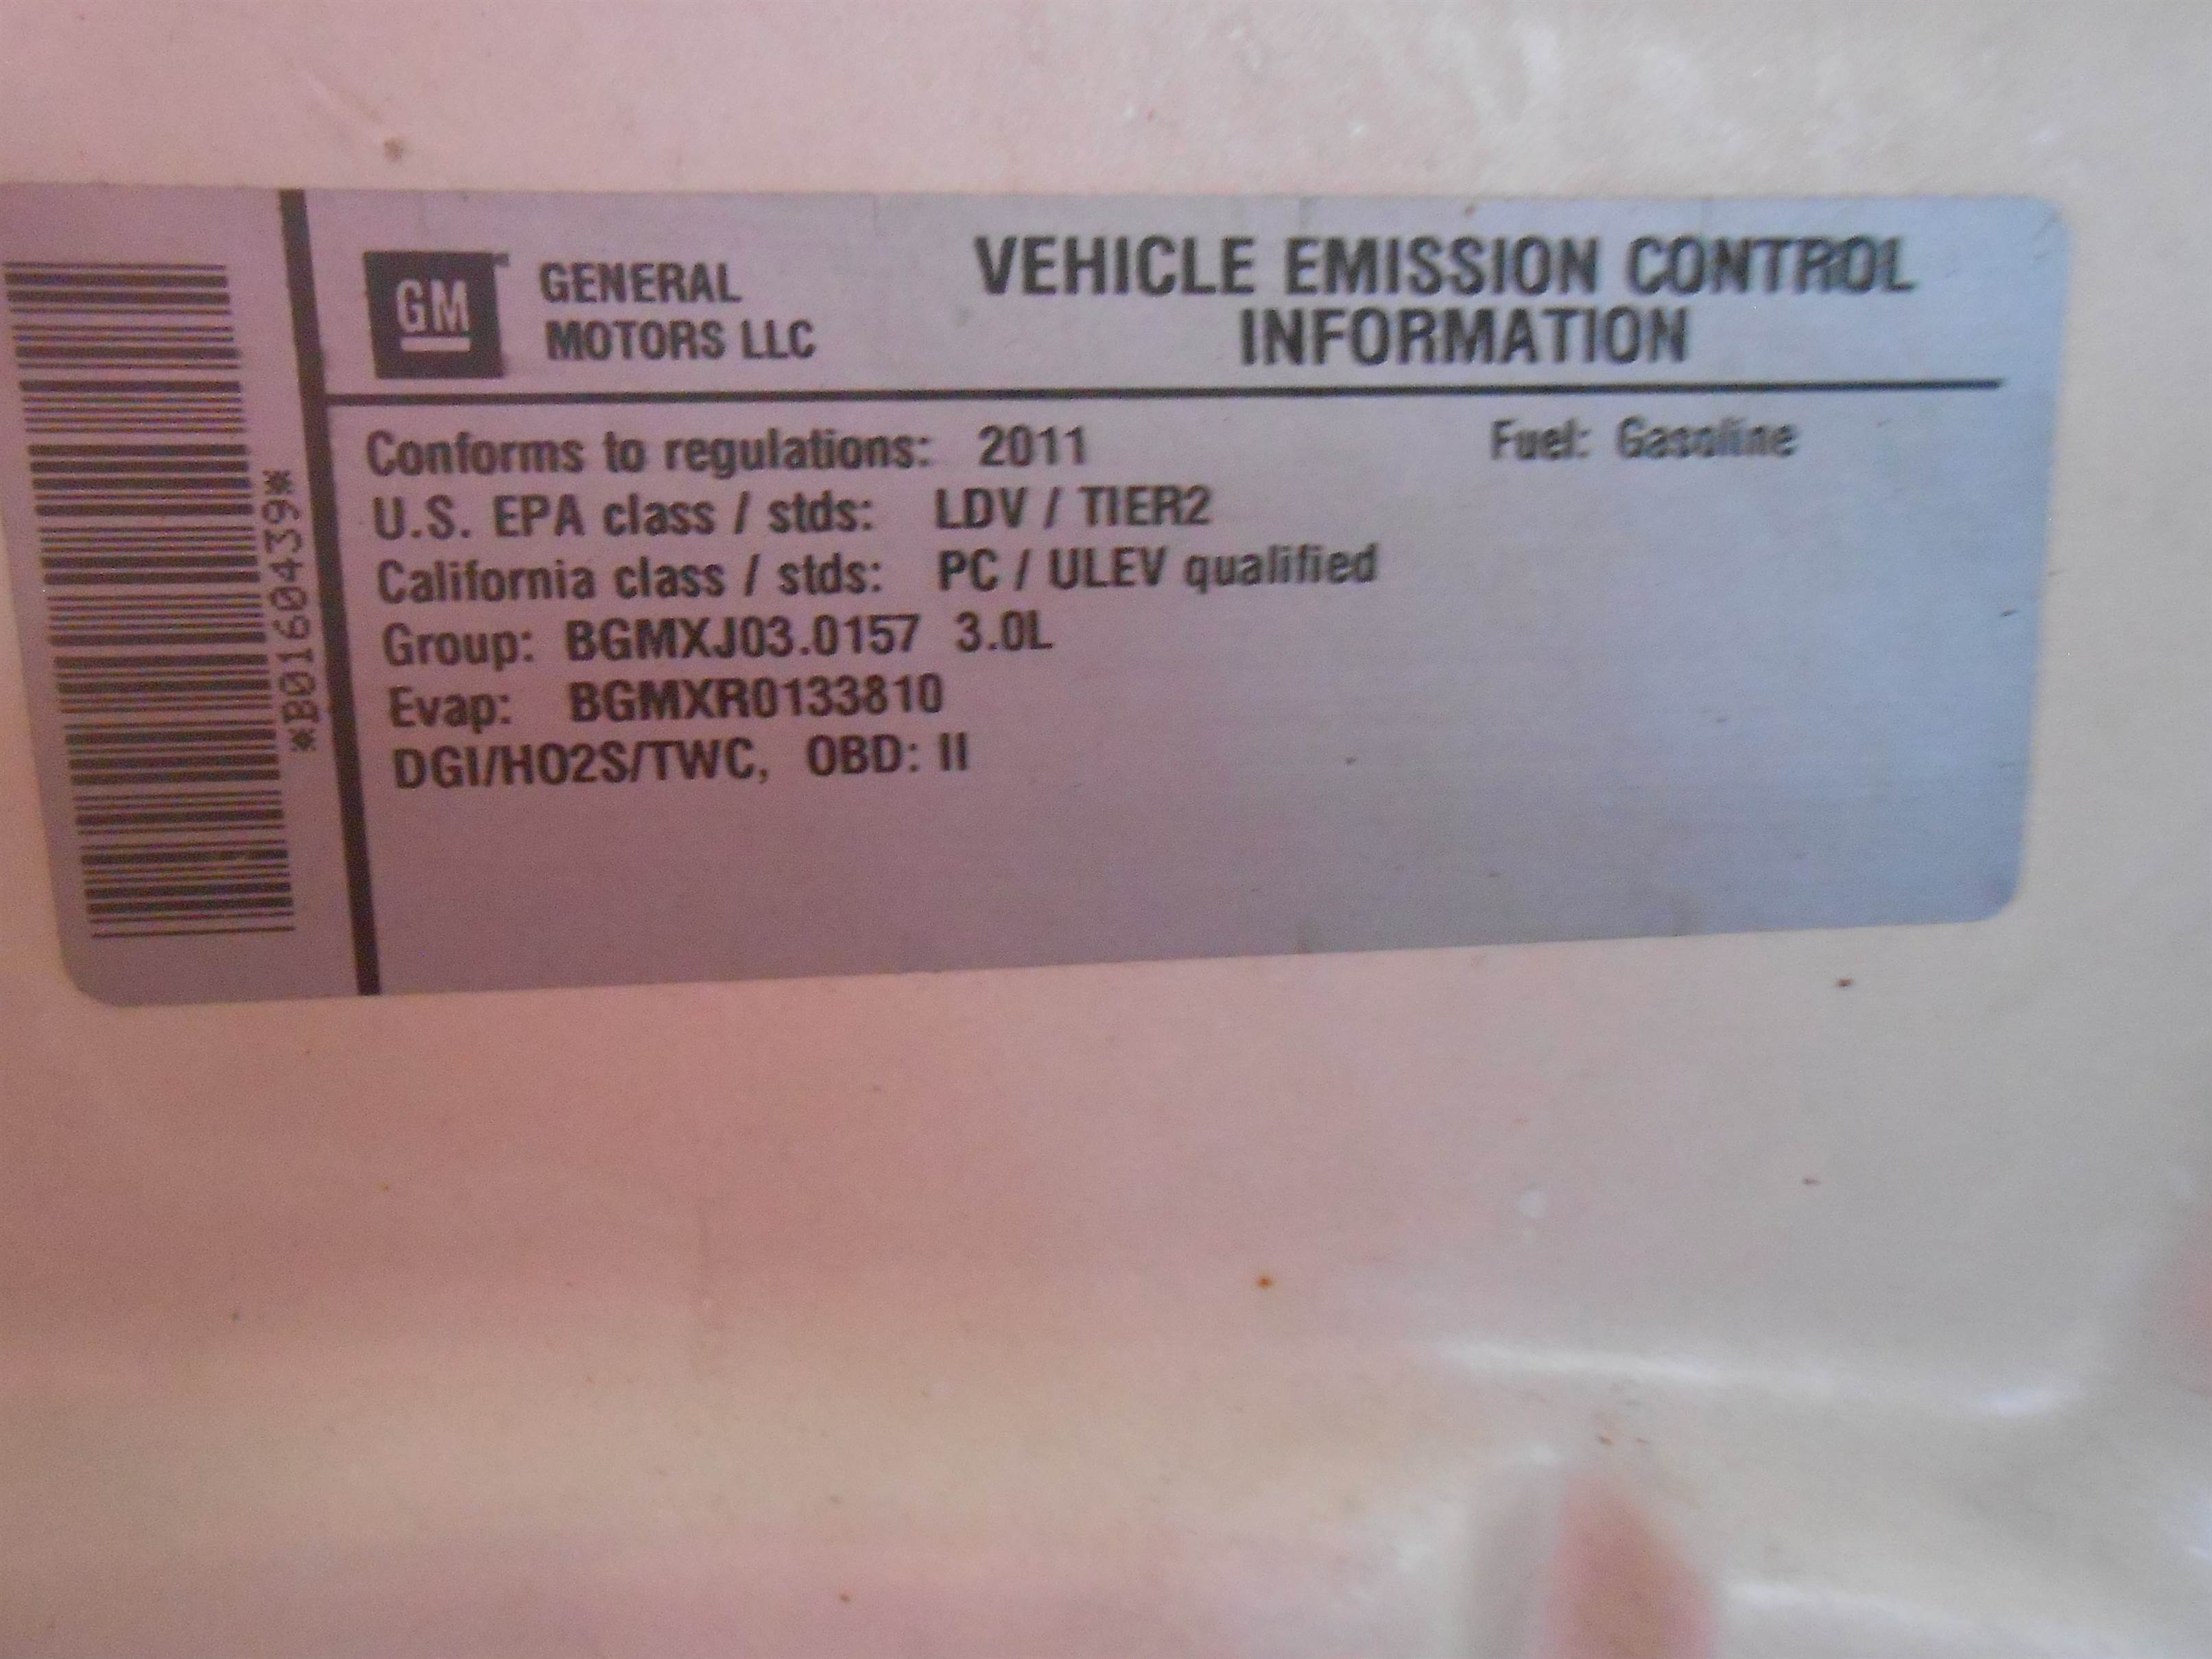 *B0160439*
GM
GENERAL
MOTORS LLC
VEHICLE EMISSION CONTROL
INFORMATION
Conforms to regulations: 2011
Fuel: Gasoline
U.S. EPA class / stds: LDV / TIER2
California class / stds: PC / ULEV qualified
Group: BGMXJ03.0157 3.0L
Evap: BGMXR0133810
DGI/HO2S/TWC, OBD: II